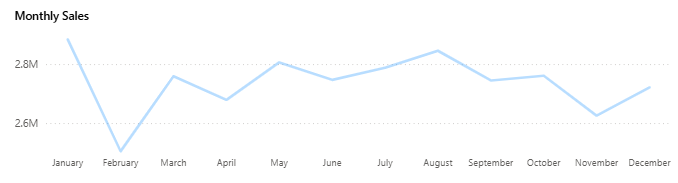 Monthly Sales
2.8M
2.6M
January February March April May June July August September October November December